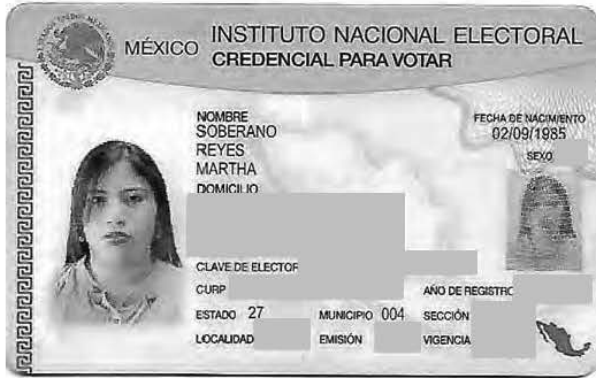 MÉXICO INSTITUTO NACIONAL ELECTORAL
CREDENCIAL PARA VOTAR
NOMBRE
SOBERANO
REYES
MARTHA
FECHA DE NACIMIENTO
02/09/1985
SEXO
DOMICILIO
CLAVE DE ELECTOR
CURP
AÑO DE REGISTRO
ESTADO 27 MUNICIPIO 004 SECCIÓN
LOCALIDAD EMISIÓN VIGENCIA